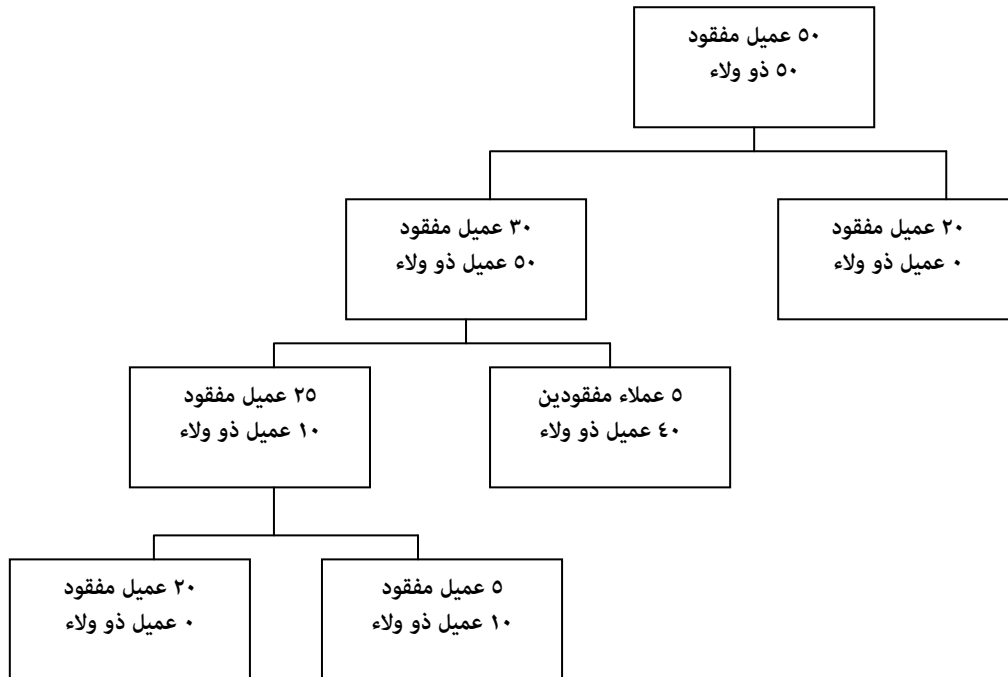 ٥٠ عميل مفقود
٥٠ ذو ولاء
٢٠ عميل مفقود
٠ عميل ذو ولاء
٣٠ عميل مفقود
٥٠ عميل ذو ولاء
٥ عملاء مفقودين
٤٠ عميل ذو ولاء
٢٥ عميل مفقود
١٠ عميل ذو ولاء
٥ عميل مفقود
١٠ عميل ذو ولاء
٢٠ عميل مفقود
٠ عميل ذو ولاء